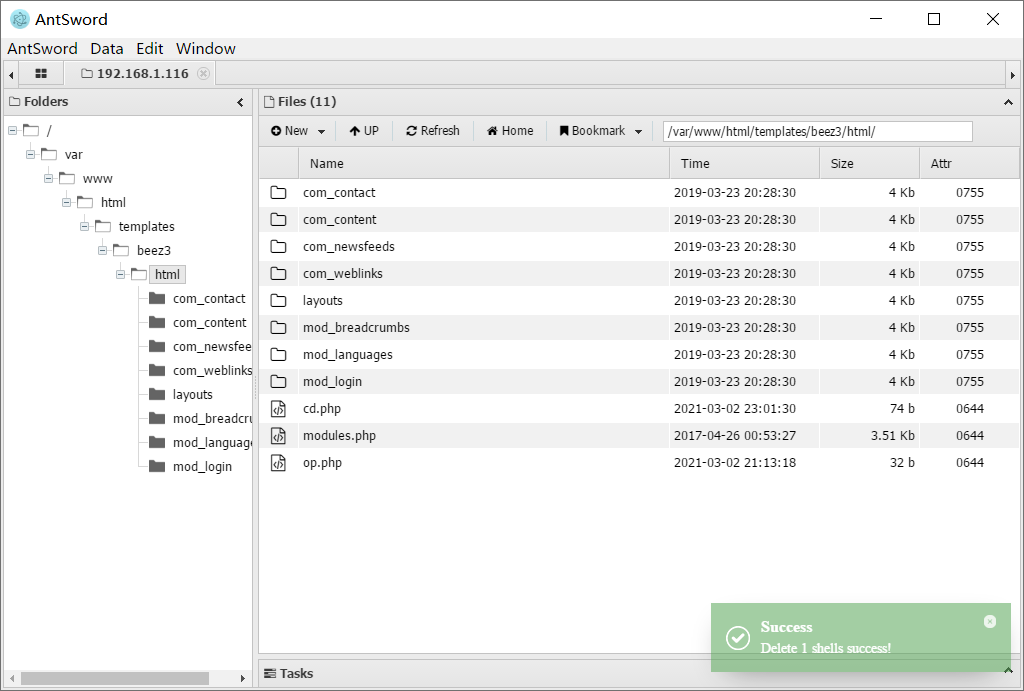 AntSword
AntSword Data Edit Window
192.168.1.116
Folders
/
var
www
html
templates
beez3
html
com_contact
com_content
com_newsfee
com_weblinks
layouts
mod_breadcru
mod_language
mod_login
Files (11)
New UP Refresh Home Bookmark /var/www/html/templates/beez3/html/
Name Time Size Attr
com_contact 2019-03-23 20:28:30 4 Kb 0755
com_content 2019-03-23 20:28:30 4 Kb 0755
com_newsfeeds 2019-03-23 20:28:30 4 Kb 0755
com_weblinks 2019-03-23 20:28:30 4 Kb 0755
layouts 2019-03-23 20:28:30 4 Kb 0755
mod_breadcrumbs 2019-03-23 20:28:30 4 Kb 0755
mod_languages 2019-03-23 20:28:30 4 Kb 0755
mod_login 2019-03-23 20:28:30 4 Kb 0755
cd.php 2021-03-02 23:01:30 74 b 0644
modules.php 2017-04-26 00:53:27 3.51 Kb 0644
op.php 2021-03-02 21:13:18 32 b 0644
Success
Delete 1 shells success!
Tasks